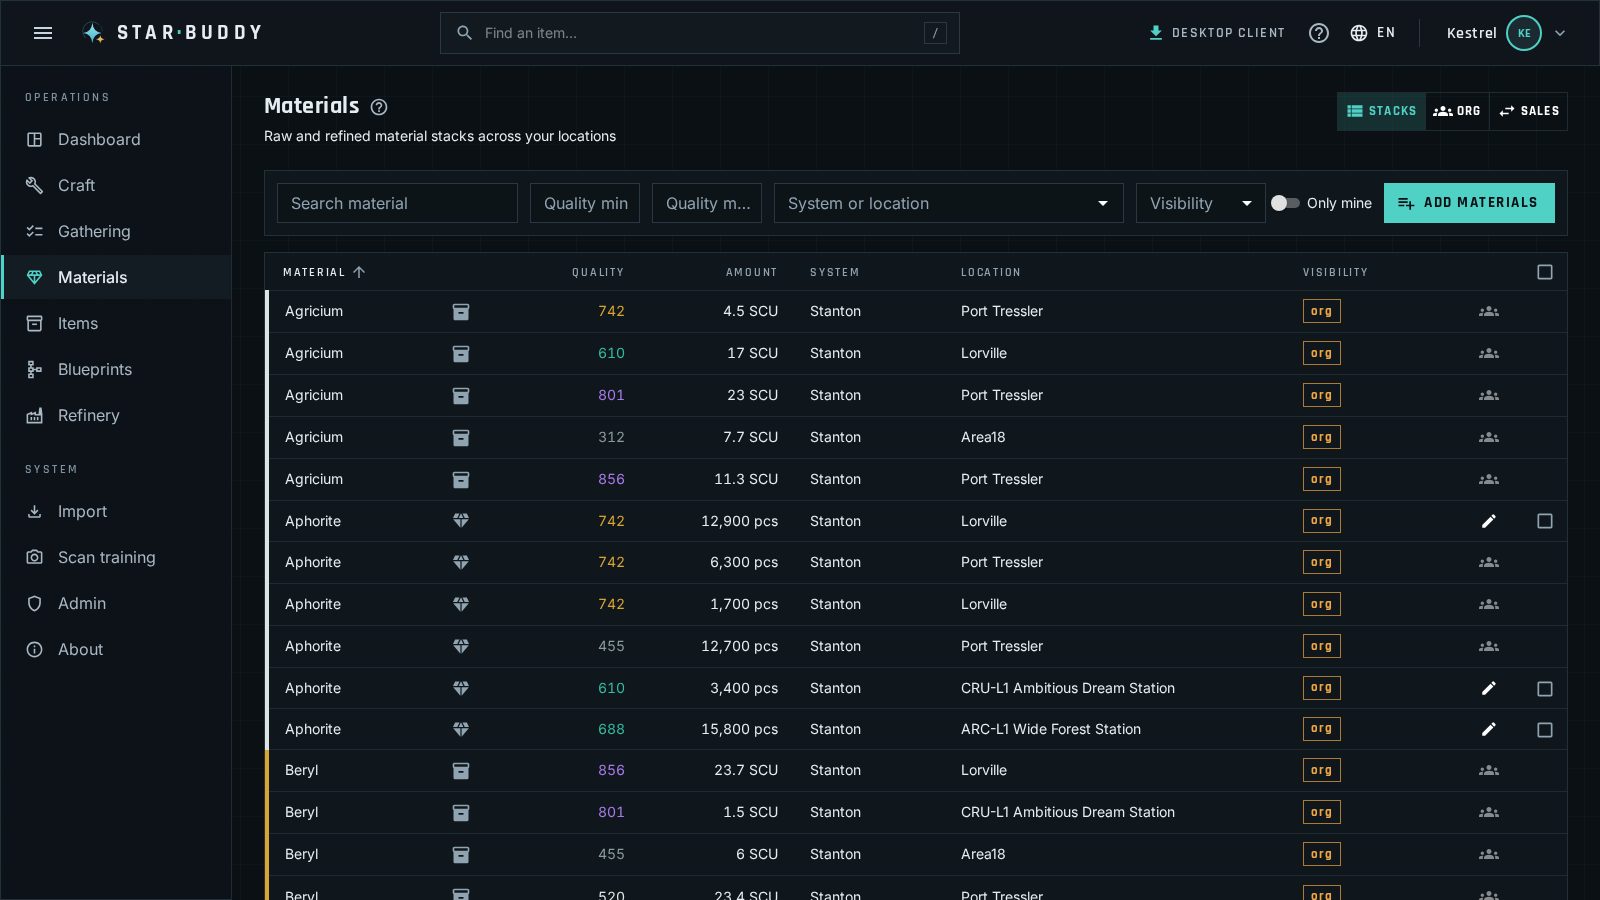 STAR·BUDDY
Find an item...
/
DESKTOP CLIENT
EN
Kestrel
KE
OPERATIONS
Dashboard
Craft
Gathering
Materials
Items
Blueprints
Refinery
SYSTEM
Import
Scan training
Admin
About
Materials
Raw and refined material stacks across your locations
STACKS
ORG
SALES
Search material
Quality min
Quality m...
System or location
Visibility
Only mine
ADD MATERIALS
MATERIAL QUALITY AMOUNT SYSTEM LOCATION VISIBILITY
Agricium 742 4.5 SCU Stanton Port Tressler org
Agricium 610 17 SCU Stanton Lorville org
Agricium 801 23 SCU Stanton Port Tressler org
Agricium 312 7.7 SCU Stanton Area18 org
Agricium 856 11.3 SCU Stanton Port Tressler org
Aphorite 742 12,900 pcs Stanton Lorville org
Aphorite 742 6,300 pcs Stanton Port Tressler org
Aphorite 742 1,700 pcs Stanton Lorville org
Aphorite 455 12,700 pcs Stanton Port Tressler org
Aphorite 610 3,400 pcs Stanton CRU-L1 Ambitious Dream Station org
Aphorite 688 15,800 pcs Stanton ARC-L1 Wide Forest Station org
Beryl 856 23.7 SCU Stanton Lorville org
Beryl 801 1.5 SCU Stanton CRU-L1 Ambitious Dream Station org
Beryl 455 6 SCU Stanton Area18 org
Beryl 520 23.4 SCU Stanton Port Tressler org